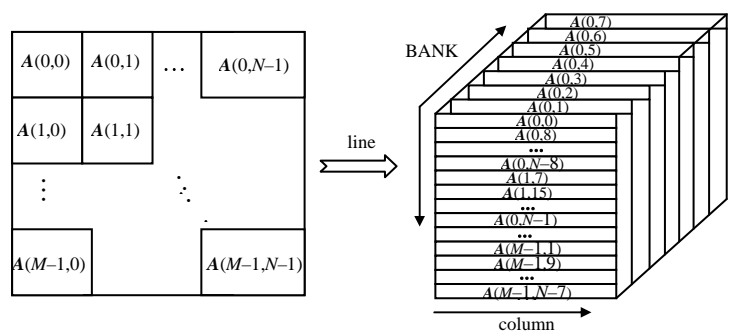 A(0,0) A(0,1) … A(0,N–1)
A(1,0) A(1,1)
⋮ ⋱
A(M–1,0) A(M–1,N–1)
line
BANK
A(0,7)
A(0,6)
A(0,5)
A(0,4)
A(0,3)
A(0,2)
A(0,1)
A(0,0)
A(0,8)
...
A(0,N–8)
A(1,7)
A(1,15)
...
A(0,N–1)
...
A(M–1,1)
A(M–1,9)
...
A(M–1,N–7)
column